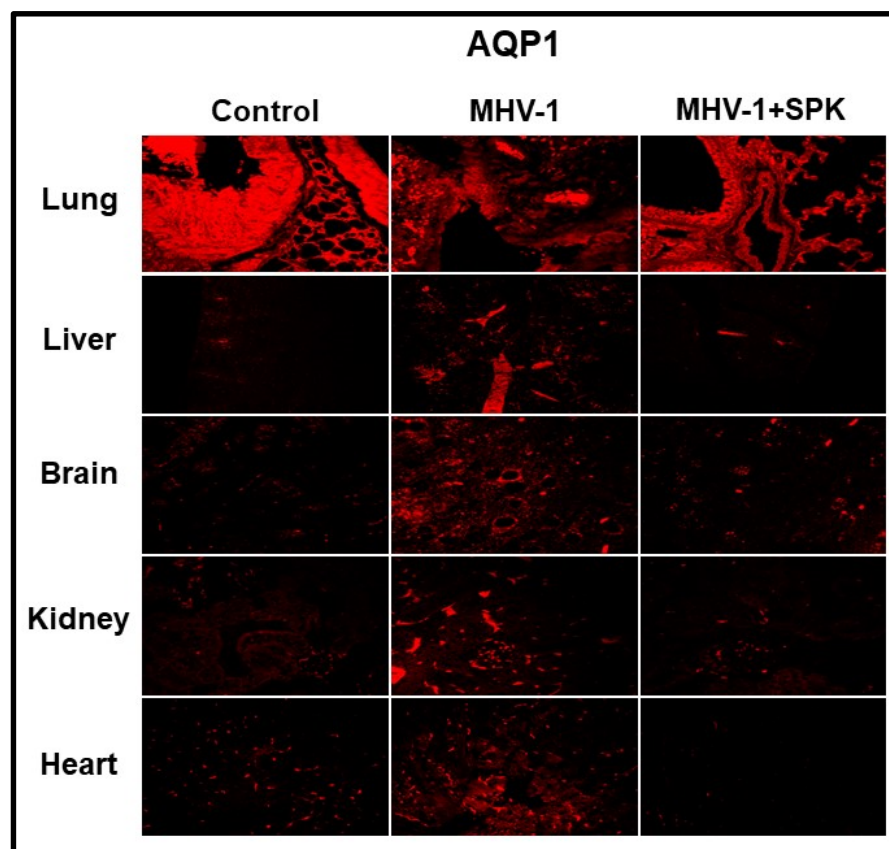 AQP1
Control MHV-1 MHV-1+SPK
Lung
Liver
Brain
Kidney
Heart